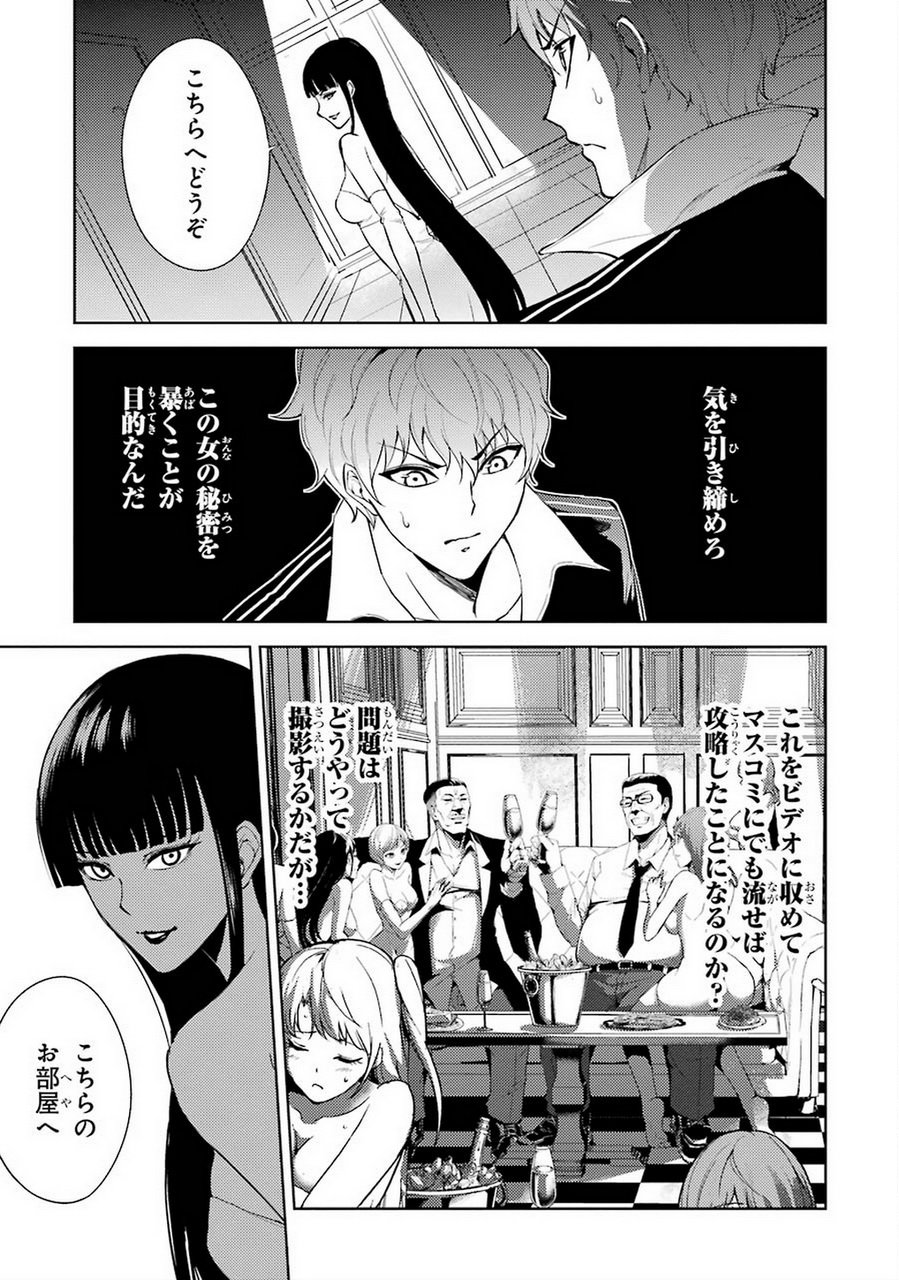 こちらへどうぞ
気を引き締めろ
この女の秘密を
暴くことが
目的なんだ
これをビデオに収めて
マスコミにでも流せば
攻略したことになるのか？
問題は
どうやって
撮影するかだが…
こちらの
お部屋へ